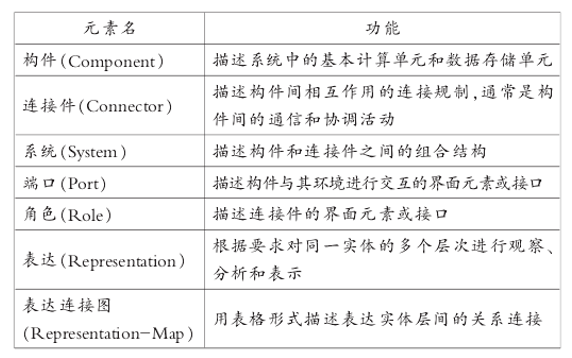 元素名 功能
构件(Component) 描述系统中的基本计算单元和数据存储单元
连接件(Connector) 描述构件间相互作用的连接规制,通常是构
件间的通信和协调活动
系统(System) 描述构件和连接件之间的组合结构
端口(Port) 描述构件与其环境进行交互的界面元素或接口
角色(Role) 描述连接件的界面元素或接口
表达(Representation) 根据要求对同一实体的多个层次进行观察、
分析和表示
表达连接图
(Representation-Map) 用表格形式描述表达实体层间的关系连接